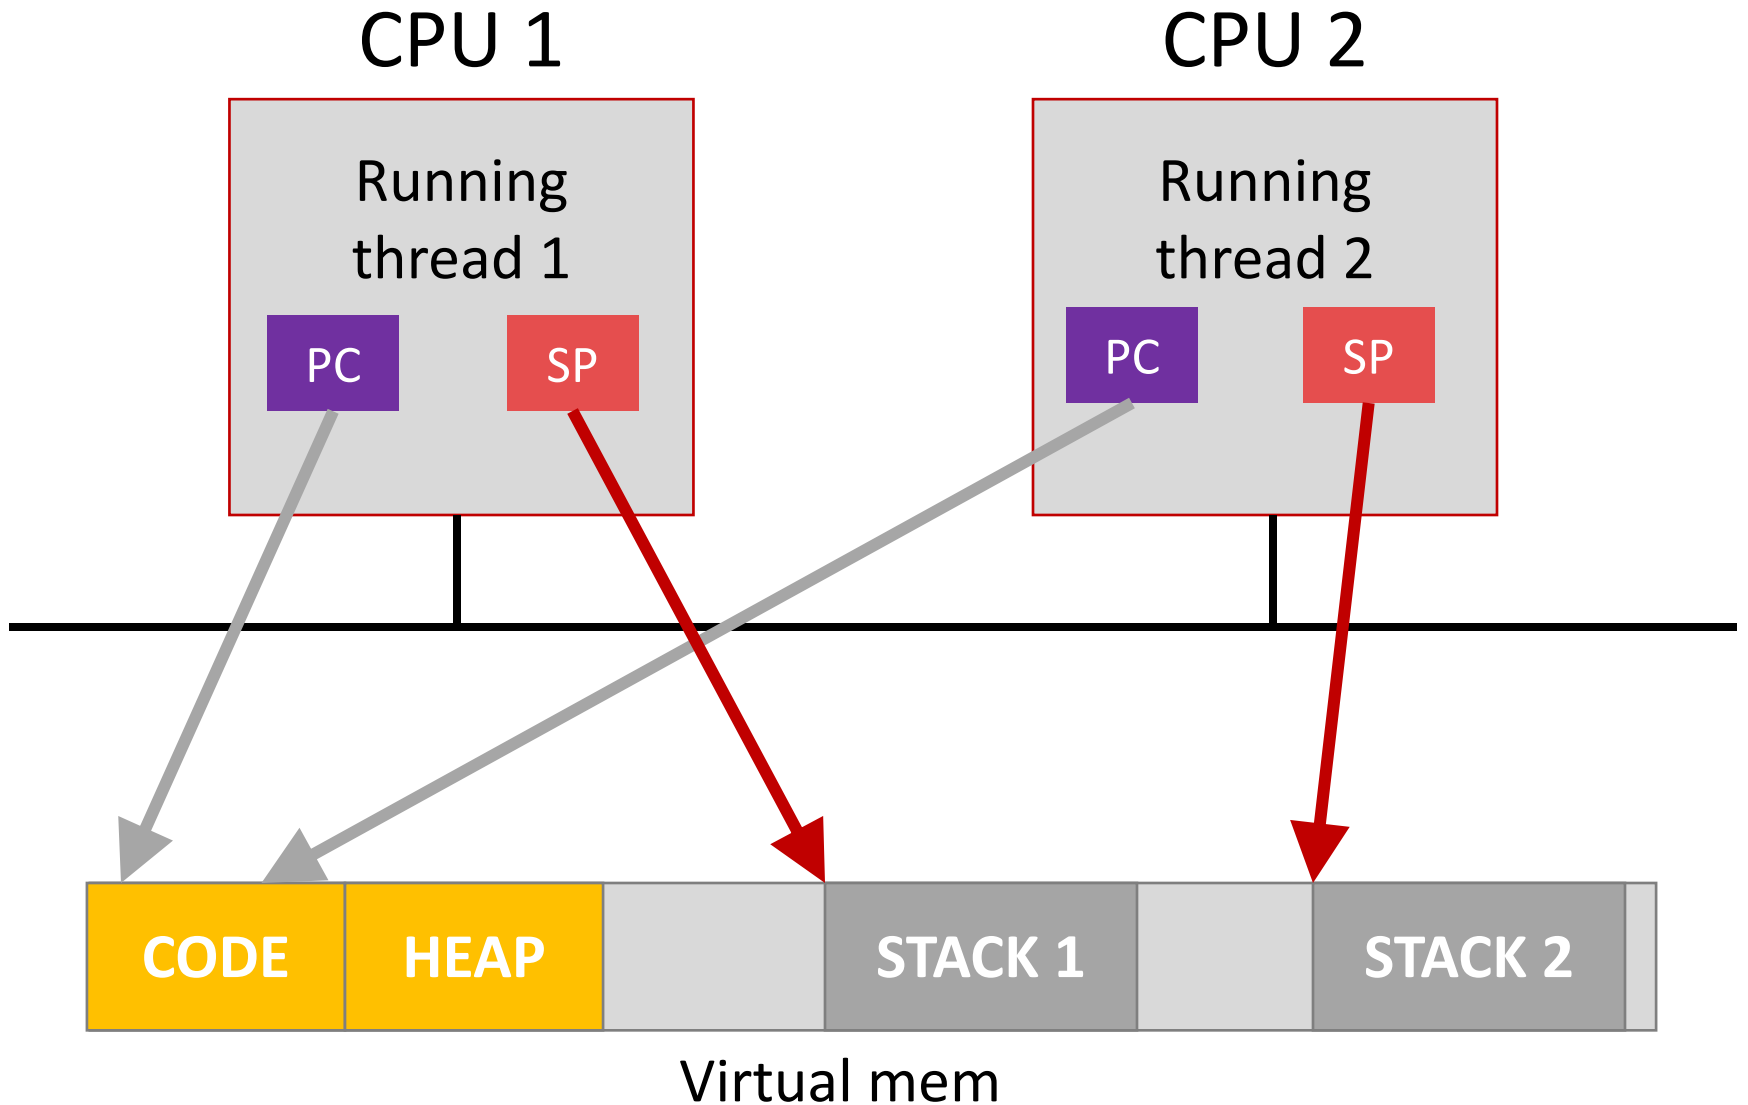 CPU 1
CPU 2
Running
thread 1
PC
SP
Running
thread 2
PC
SP
CODE
HEAP
STACK 1
STACK 2
Virtual mem